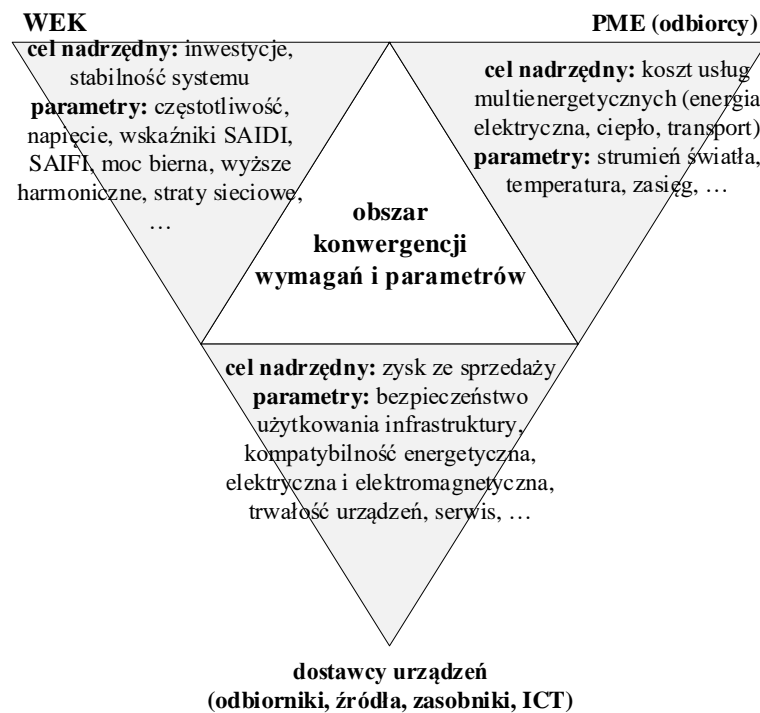 WEK
cel nadrzędny: inwestycje,
stabilność systemu
parametry: częstotliwość,
napięcie, wskaźniki SAIDI,
SAIFI, moc bierna, wyższe
harmoniczne, straty sieciowe,
…
PME (odbiorcy)
cel nadrzędny: koszt usług
multienergetycznych (energia
elektryczna, ciepło, transport)
parametry: strumień światła,
temperatura, zasięg, …
obszar
konwergencji
wymagań i parametrów
cel nadrzędny: zysk ze sprzedaży
parametry: bezpieczeństwo
użytkowania infrastruktury,
kompatybilność energetyczna,
elektryczna i elektromagnetyczna,
trwałość urządzeń, serwis, …
dostawcy urządzeń
(odbiorniki, źródła, zasobniki, ICT)